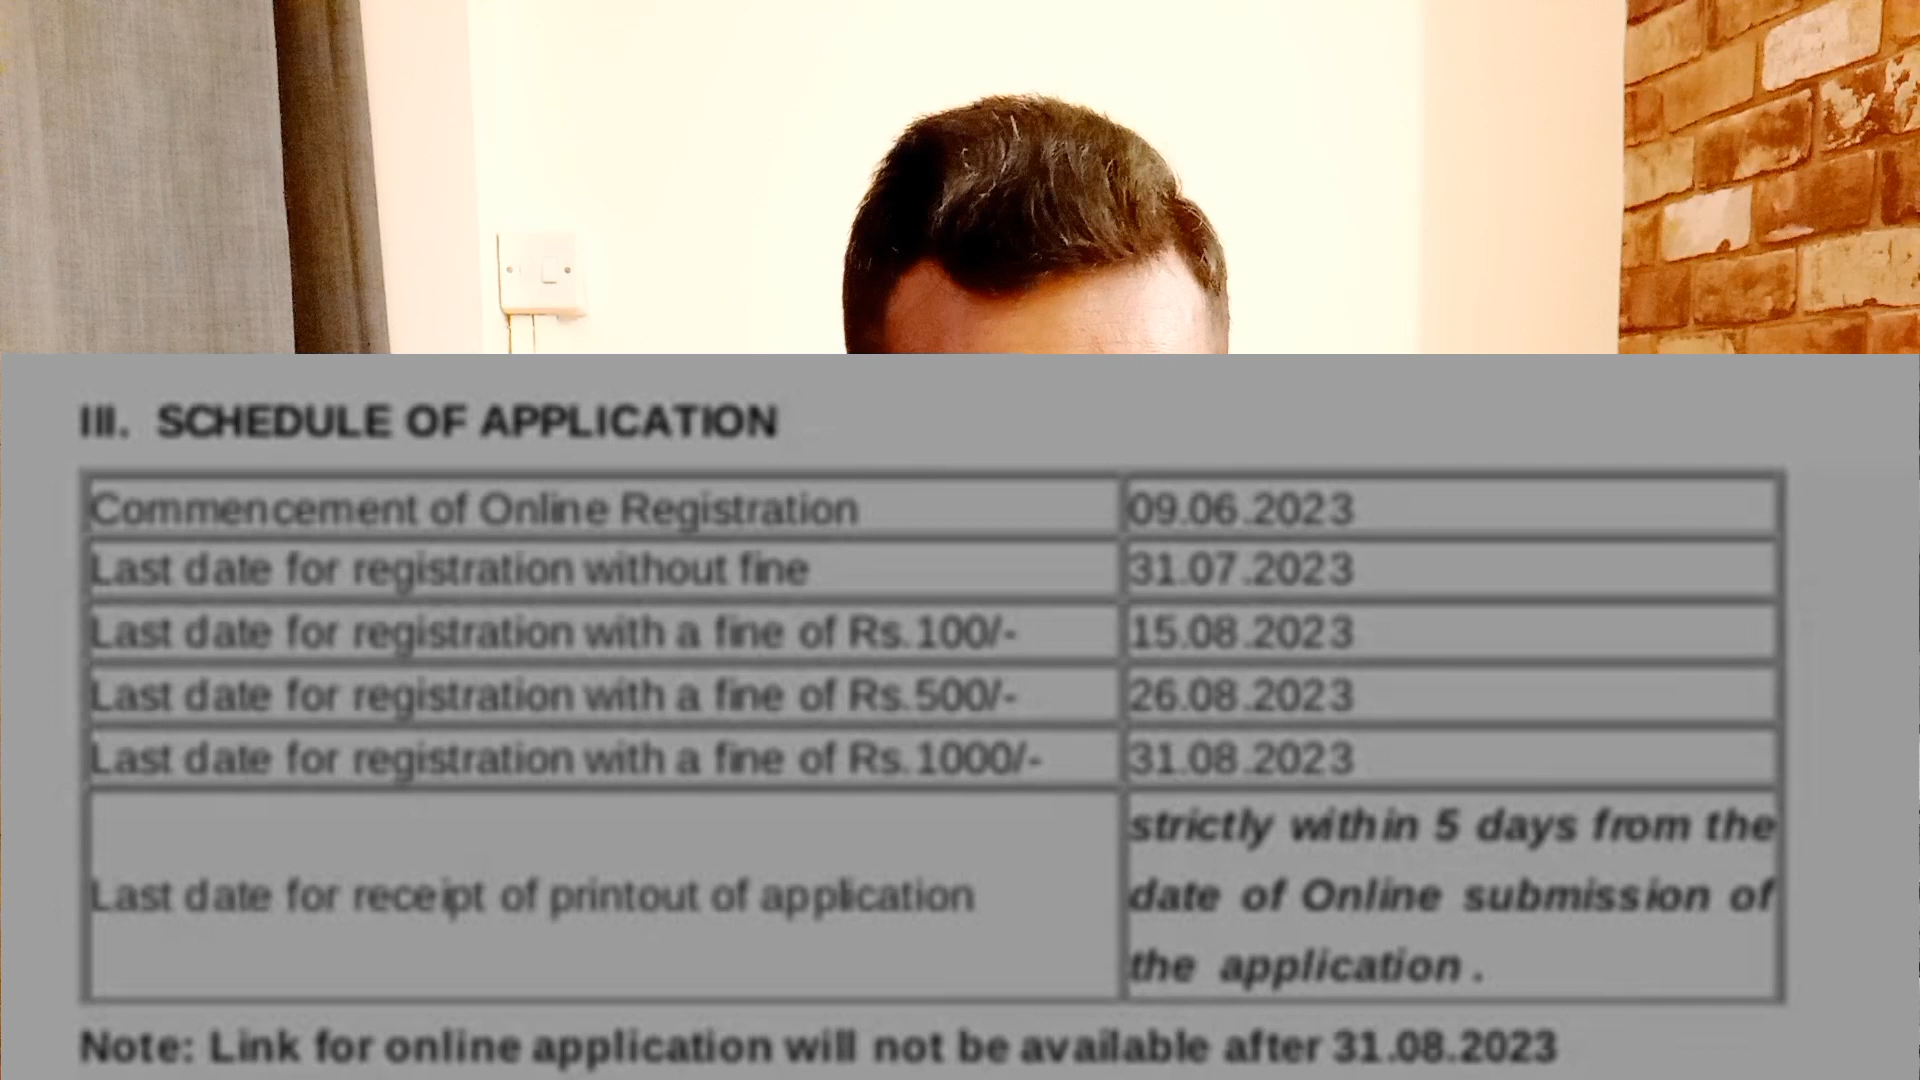 III. SCHEDULE OF APPLICATION
Commencement of Online Registration 09.06.2023
Last date for registration without fine 31.07.2023
Last date for registration with a fine of Rs.100/- 15.08.2023
Last date for registration with a fine of Rs.500/- 26.08.2023
Last date for registration with a fine of Rs.1000/- 31.08.2023
Last date for receipt of printout of application strictly within 5 days from the
date of Online submission of
the application .
Note: Link for online application will not be available after 31.08.2023